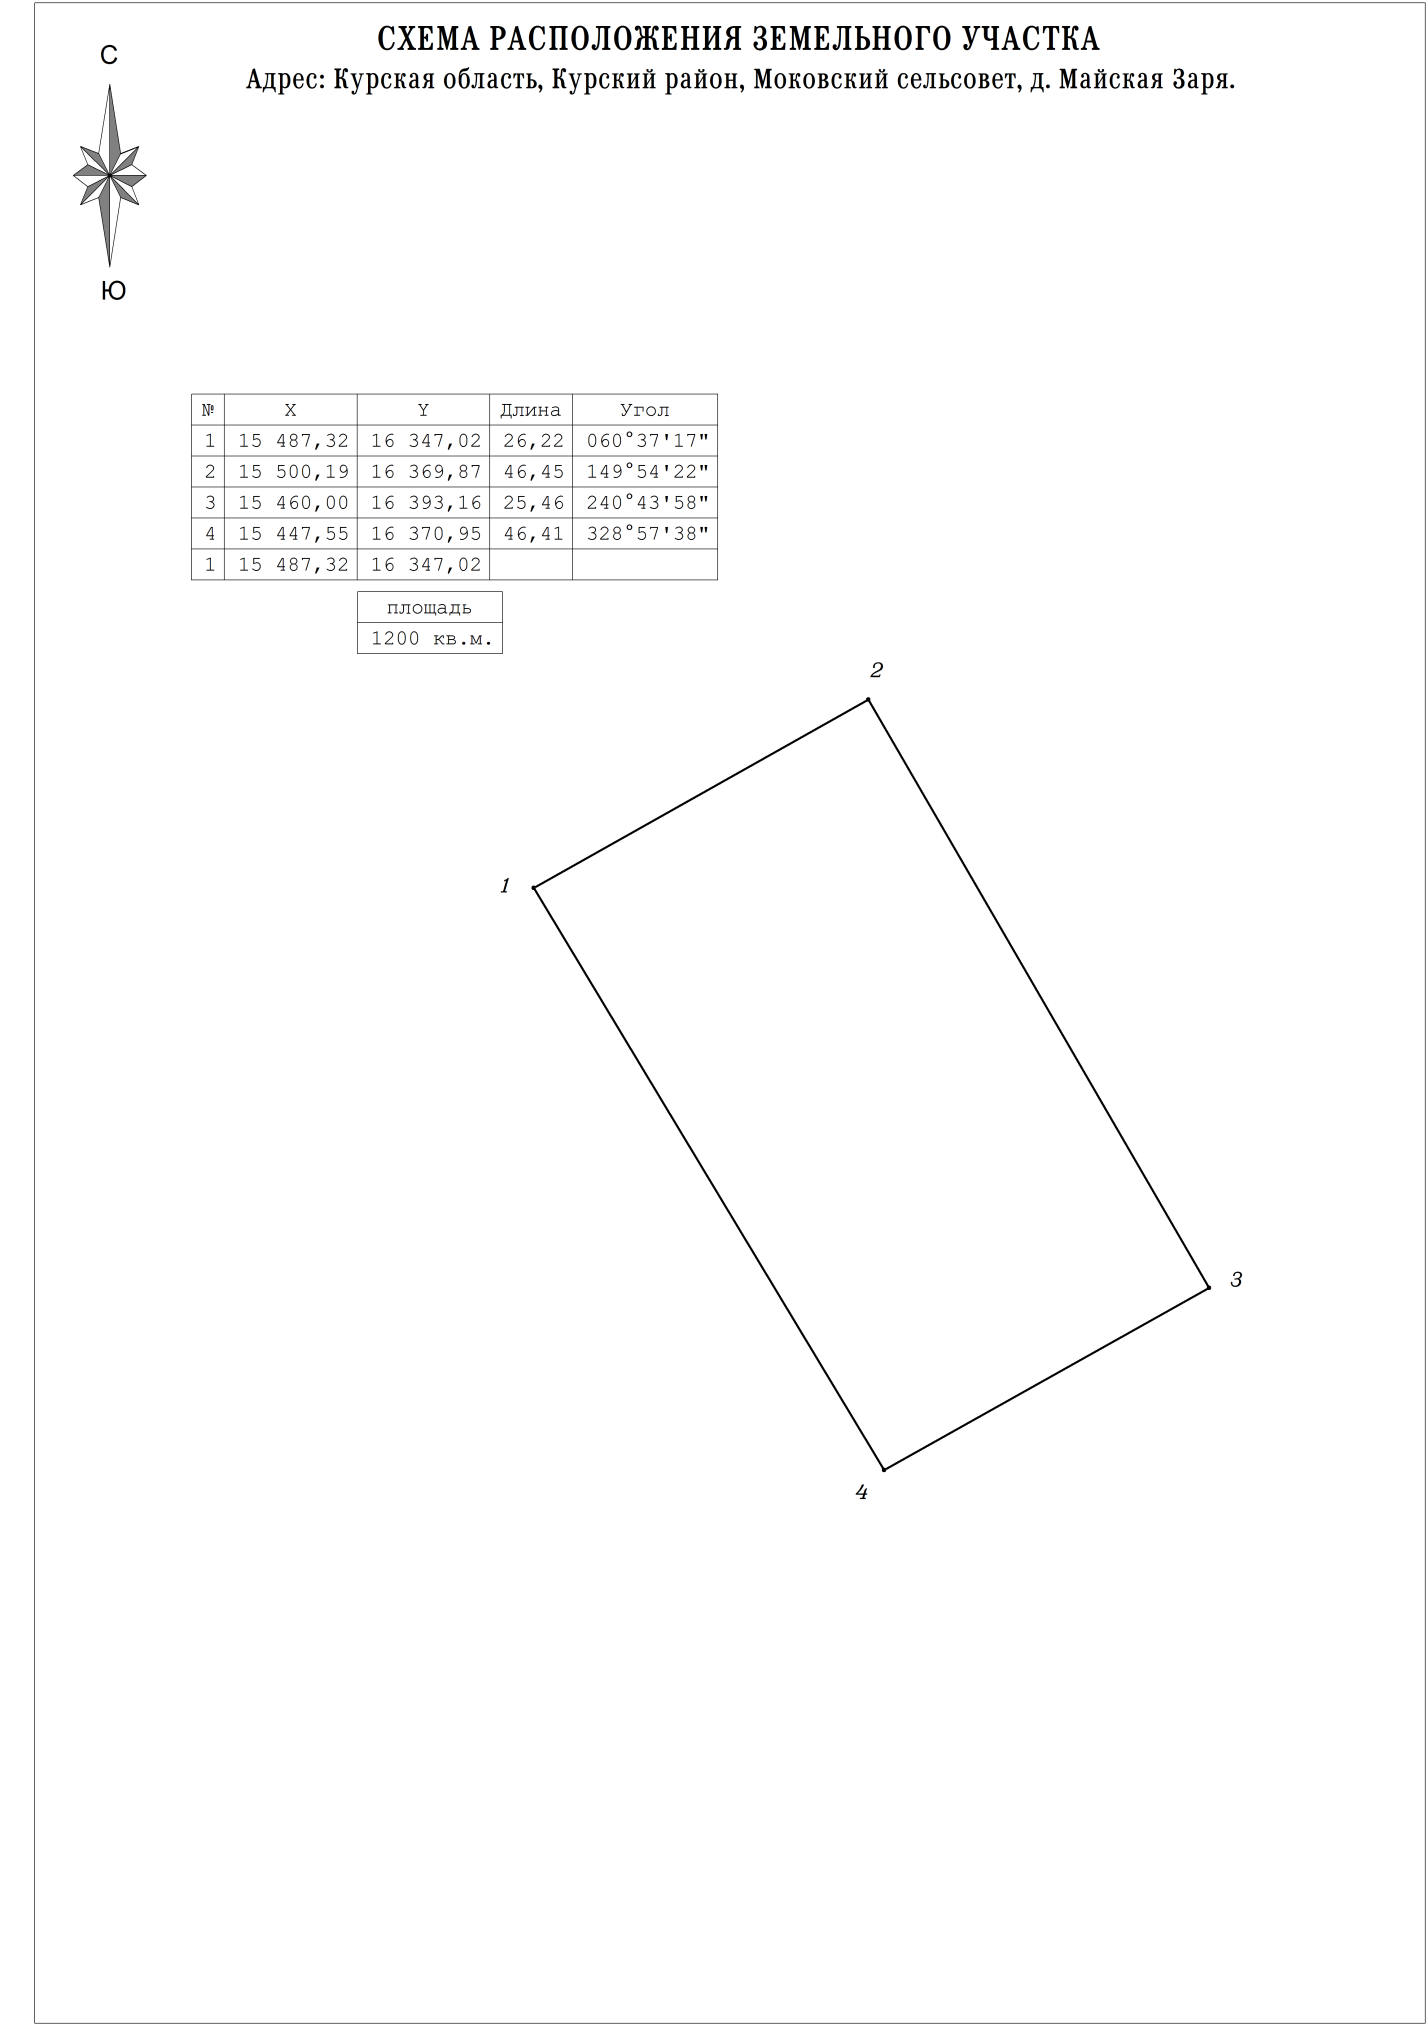 СХЕМА РАСПОЛОЖЕНИЯ ЗЕМЕЛЬНОГО УЧАСТКА
Адрес: Курская область, Курский район, Моковский сельсовет, д. Майская Заря.
С
Ю
№ X Y Длина Угол
1 15 487,32 16 347,02 26,22 060°37'17"
2 15 500,19 16 369,87 46,45 149°54'22"
3 15 460,00 16 393,16 25,46 240°43'58"
4 15 447,55 16 370,95 46,41 328°57'38"
1 15 487,32 16 347,02
площадь
1200 кв.м.
2
1
3
4